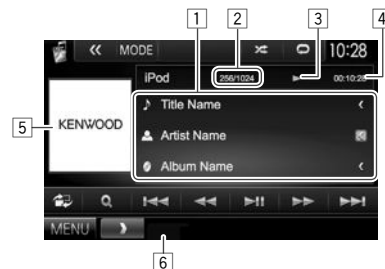 1 2 3 4
MODE 10:28
iPod 256/1024 00:10:28
Title Name
5 KENWOOD Artist Name
Album Name
MENU
6